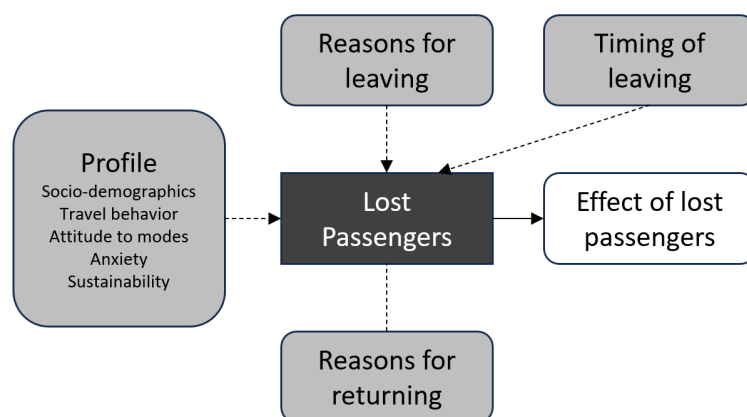 Reasons for
leaving
Timing of
leaving
Profile
Socio-demographics
Travel behavior
Attitude to modes
Anxiety
Sustainability
Lost
Passengers
Effect of lost
passengers
Reasons for
returning